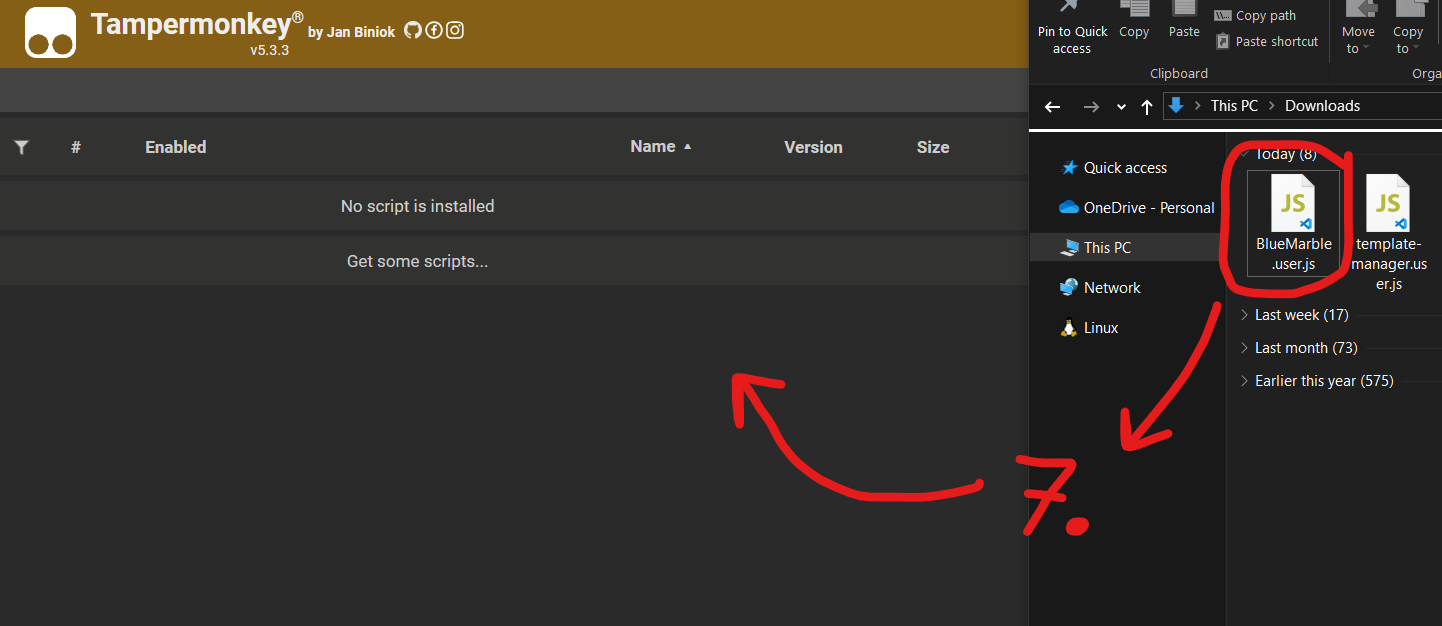 Tampermonkey® by Jan Biniok
v5.3.3
# Enabled Name Version Size
No script is installed
Get some scripts...
Pin to Quick access
Copy
Paste
Copy path
Paste shortcut
Move to
Copy to
Clipboard
Orga
This PC > Downloads
Quick access
OneDrive - Personal
This PC
Network
Linux
Today (8)
JS
BlueMarble
.user.js
JS
template-
manager.us
er.js
Last week (17)
Last month (73)
Earlier this year (575)
7.